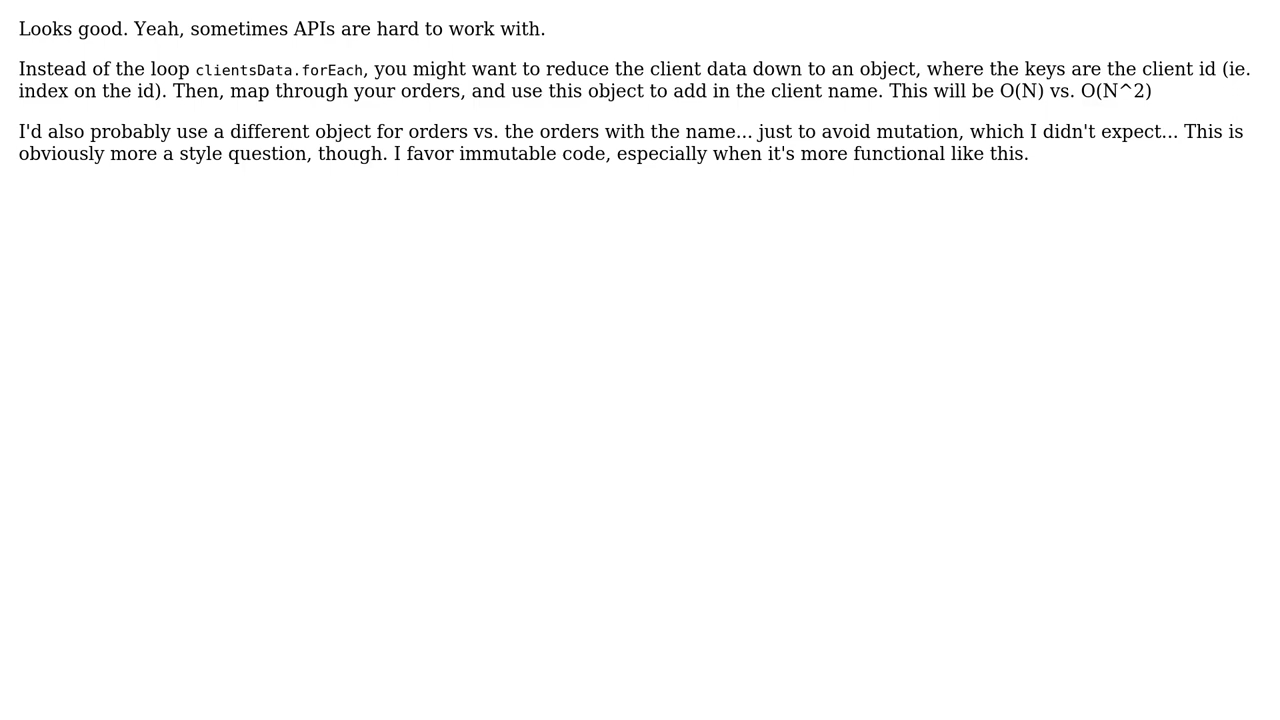 Looks good. Yeah, sometimes APIs are hard to work with.
Instead of the loop clientsData.forEach, you might want to reduce the client data down to an object, where the keys are the client id (ie.
index on the id). Then, map through your orders, and use this object to add in the client name. This will be O(N) vs. O(N^2)
I'd also probably use a different object for orders vs. the orders with the name... just to avoid mutation, which I didn't expect... This is
obviously more a style question, though. I favor immutable code, especially when it's more functional like this.